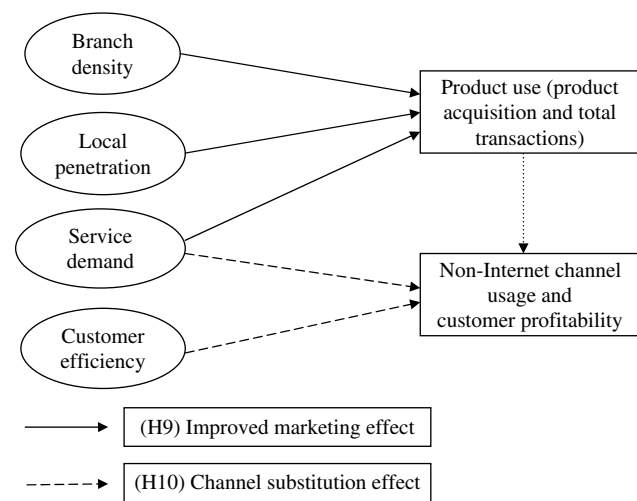 Branch
density
Local
penetration
Service
demand
Customer
efficiency
Product use (product
acquisition and total
transactions)
Non-Internet channel
usage and
customer profitability
(H9) Improved marketing effect
(H10) Channel substitution effect